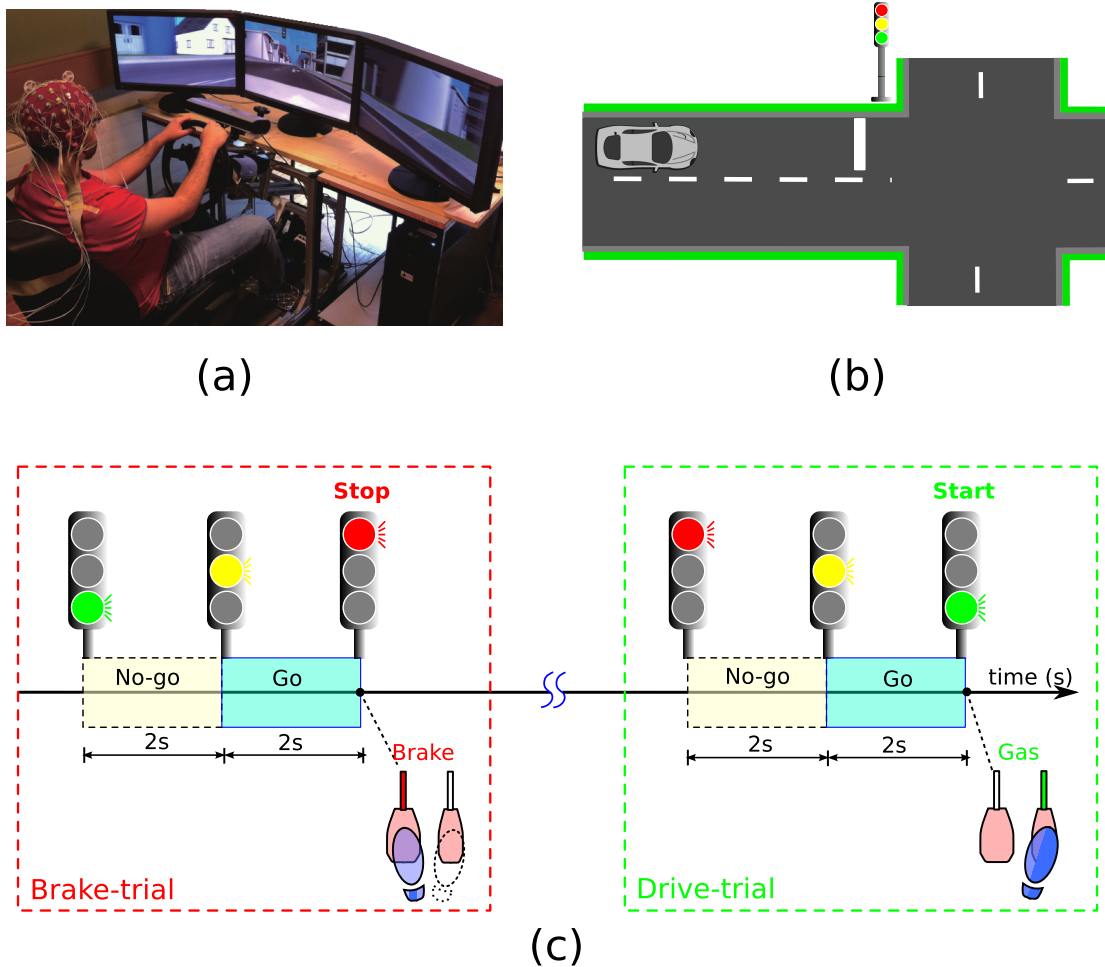 (a)
(b)
Stop
No-go
Go
2s
2s
Brake
Brake-trial
Start
No-go
Go
time (s)
2s
2s
Gas
Drive-trial
(c)